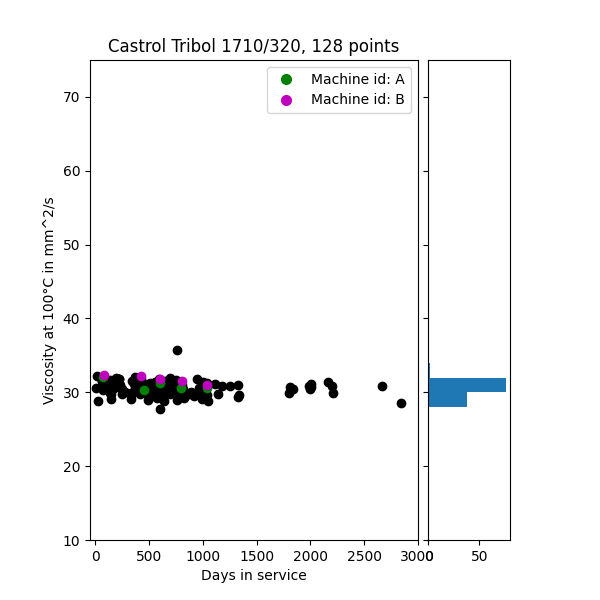 Castrol Tribol 1710/320, 128 points
Machine id: A
Machine id: B
Viscosity at 100°C in mm^2/s
70
60
50
40
30
20
10
0 500 1000 1500 2000 2500 3000
0 50
Days in service